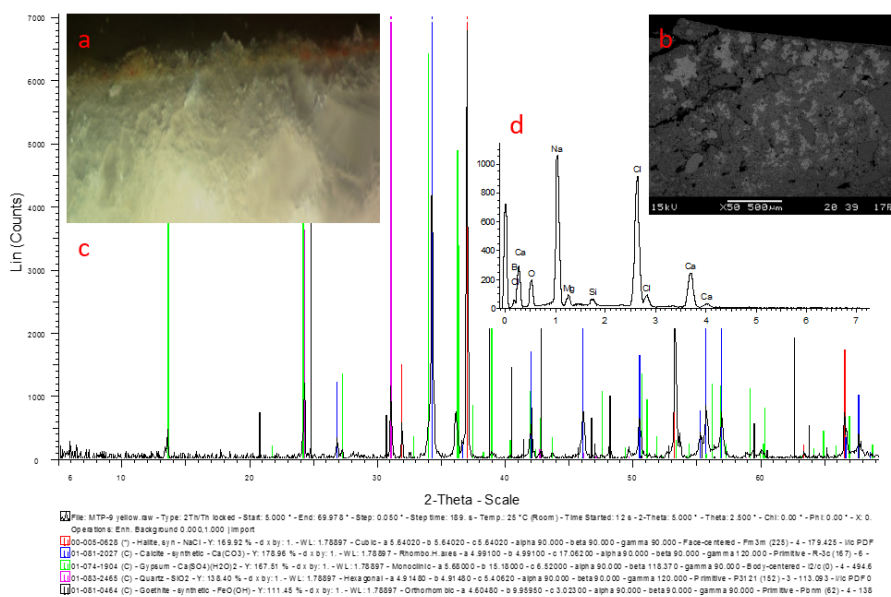 a
b
c
d
7000
6000
5000
4000
3000
2000
1000
0
Lin (Counts)
5
10
20
30
40
50
60
2-Theta - Scale
1000
800
600
400
200
0
Na
Cl
Ca
O
Mg
Si
Cl
Ca
Ca
0 1 2 3 4 5 6 7
15kV X50 500µm 20 39
File: MTP-9 yellow.raw - Type: 2Th/Th locked - Start: 5.000 ° - End: 69.978 ° - Step: 0.050 ° - Step time: 189. s - Temp.: 25 °C (Room) - Time Started: 12 s - 2-Theta: 5.000 ° - Theta: 2.500 ° - Chi: 0.00 ° - Phi: 0.00 ° - X: 0.
Operations: Enh. Background 0.000,1.000 | Import
00-005-0628 (*) - Halite, syn - NaCl - Y: 169.92 % - d x by: 1. - WL: 1.78897 - Cubic - a 5.64020 - b 5.64020 - c 5.64020 - alpha 90.000 - beta 90.000 - gamma 90.000 - Face-centered - Fm3m (225) - 4 - 179.425 - I/c PDF
01-081-2027 (C) - Calcite - synthetic - Ca(CO3) - Y: 178.96 % - d x by: 1. - WL: 1.78897 - Rhombo.H.axes - a 4.99100 - b 4.99100 - c 17.06200 - alpha 90.000 - beta 90.000 - gamma 120.000 - Primitive - R-3c (167) - 6 -
01-074-1904 (C) - Gypsum - Ca(SO4)(H2O)2 - Y: 167.51 % - d x by: 1. - WL: 1.78897 - Monoclinic - a 5.68000 - b 15.18000 - c 6.52000 - alpha 90.000 - beta 118.370 - gamma 90.000 - Body-centered - I2/c (0) - 4 - 494.6
01-083-2465 (C) - Quartz - SiO2 - Y: 138.40 % - d x by: 1. - WL: 1.78897 - Hexagonal - a 4.91480 - b 4.91480 - c 5.40620 - alpha 90.000 - beta 90.000 - gamma 120.000 - Primitive - P3121 (152) - 3 - 113.093 - I/c PDF 0
01-081-0464 (C) - Goethite - synthetic - FeO(OH) - Y: 111.45 % - d x by: 1. - WL: 1.78897 - Orthorhombic - a 4.60480 - b 9.95950 - c 3.02300 - alpha 90.000 - beta 90.000 - gamma 90.000 - Primitive - Pbnm (62) - 4 - 138